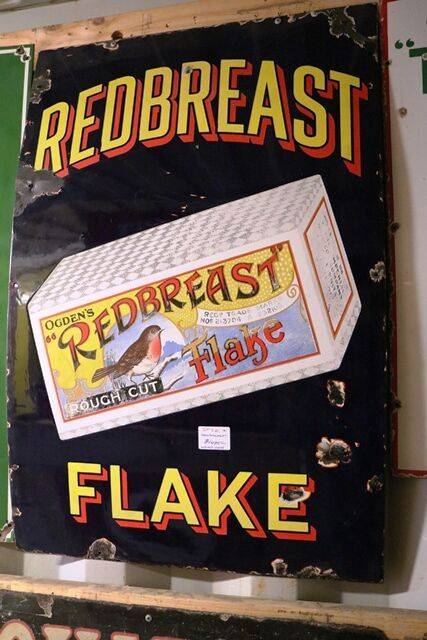 REDBREAST
OGDEN'S
"REDBREAST"
REGD TRADE MARK
Flake
ROUGH CUT
FLAKE